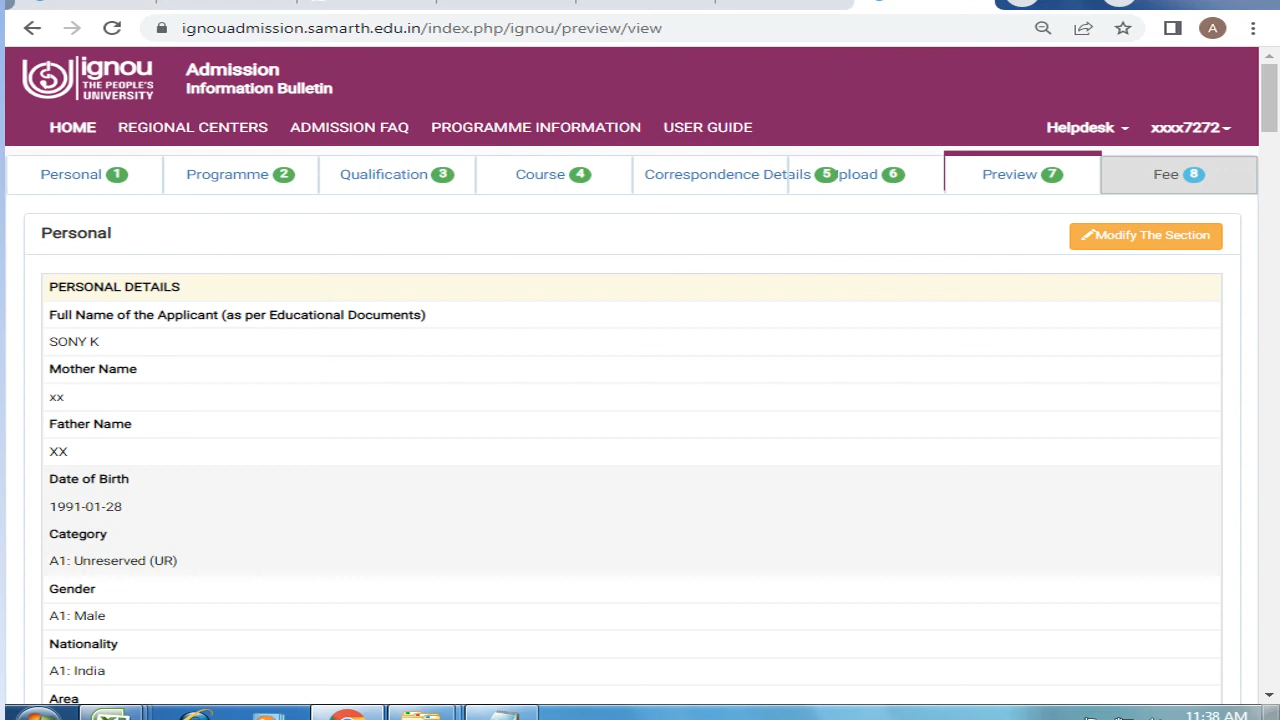 ignouadmission.samarth.edu.in/index.php/ignou/preview/view
A
ignou
THE PEOPLE'S
UNIVERSITY
Admission
Information Bulletin
HOME REGIONAL CENTERS ADMISSION FAQ PROGRAMME INFORMATION USER GUIDE Helpdesk xxxx7272
Personal 1 Programme 2 Qualification 3 Course 4 Correspondence Details 5 pload 6 Preview 7 Fee 8
Personal
Modify The Section
PERSONAL DETAILS
Full Name of the Applicant (as per Educational Documents)
SONY K
Mother Name
xx
Father Name
XX
Date of Birth
1991-01-28
Category
A1: Unreserved (UR)
Gender
A1: Male
Nationality
A1: India
Area
11:38 AM